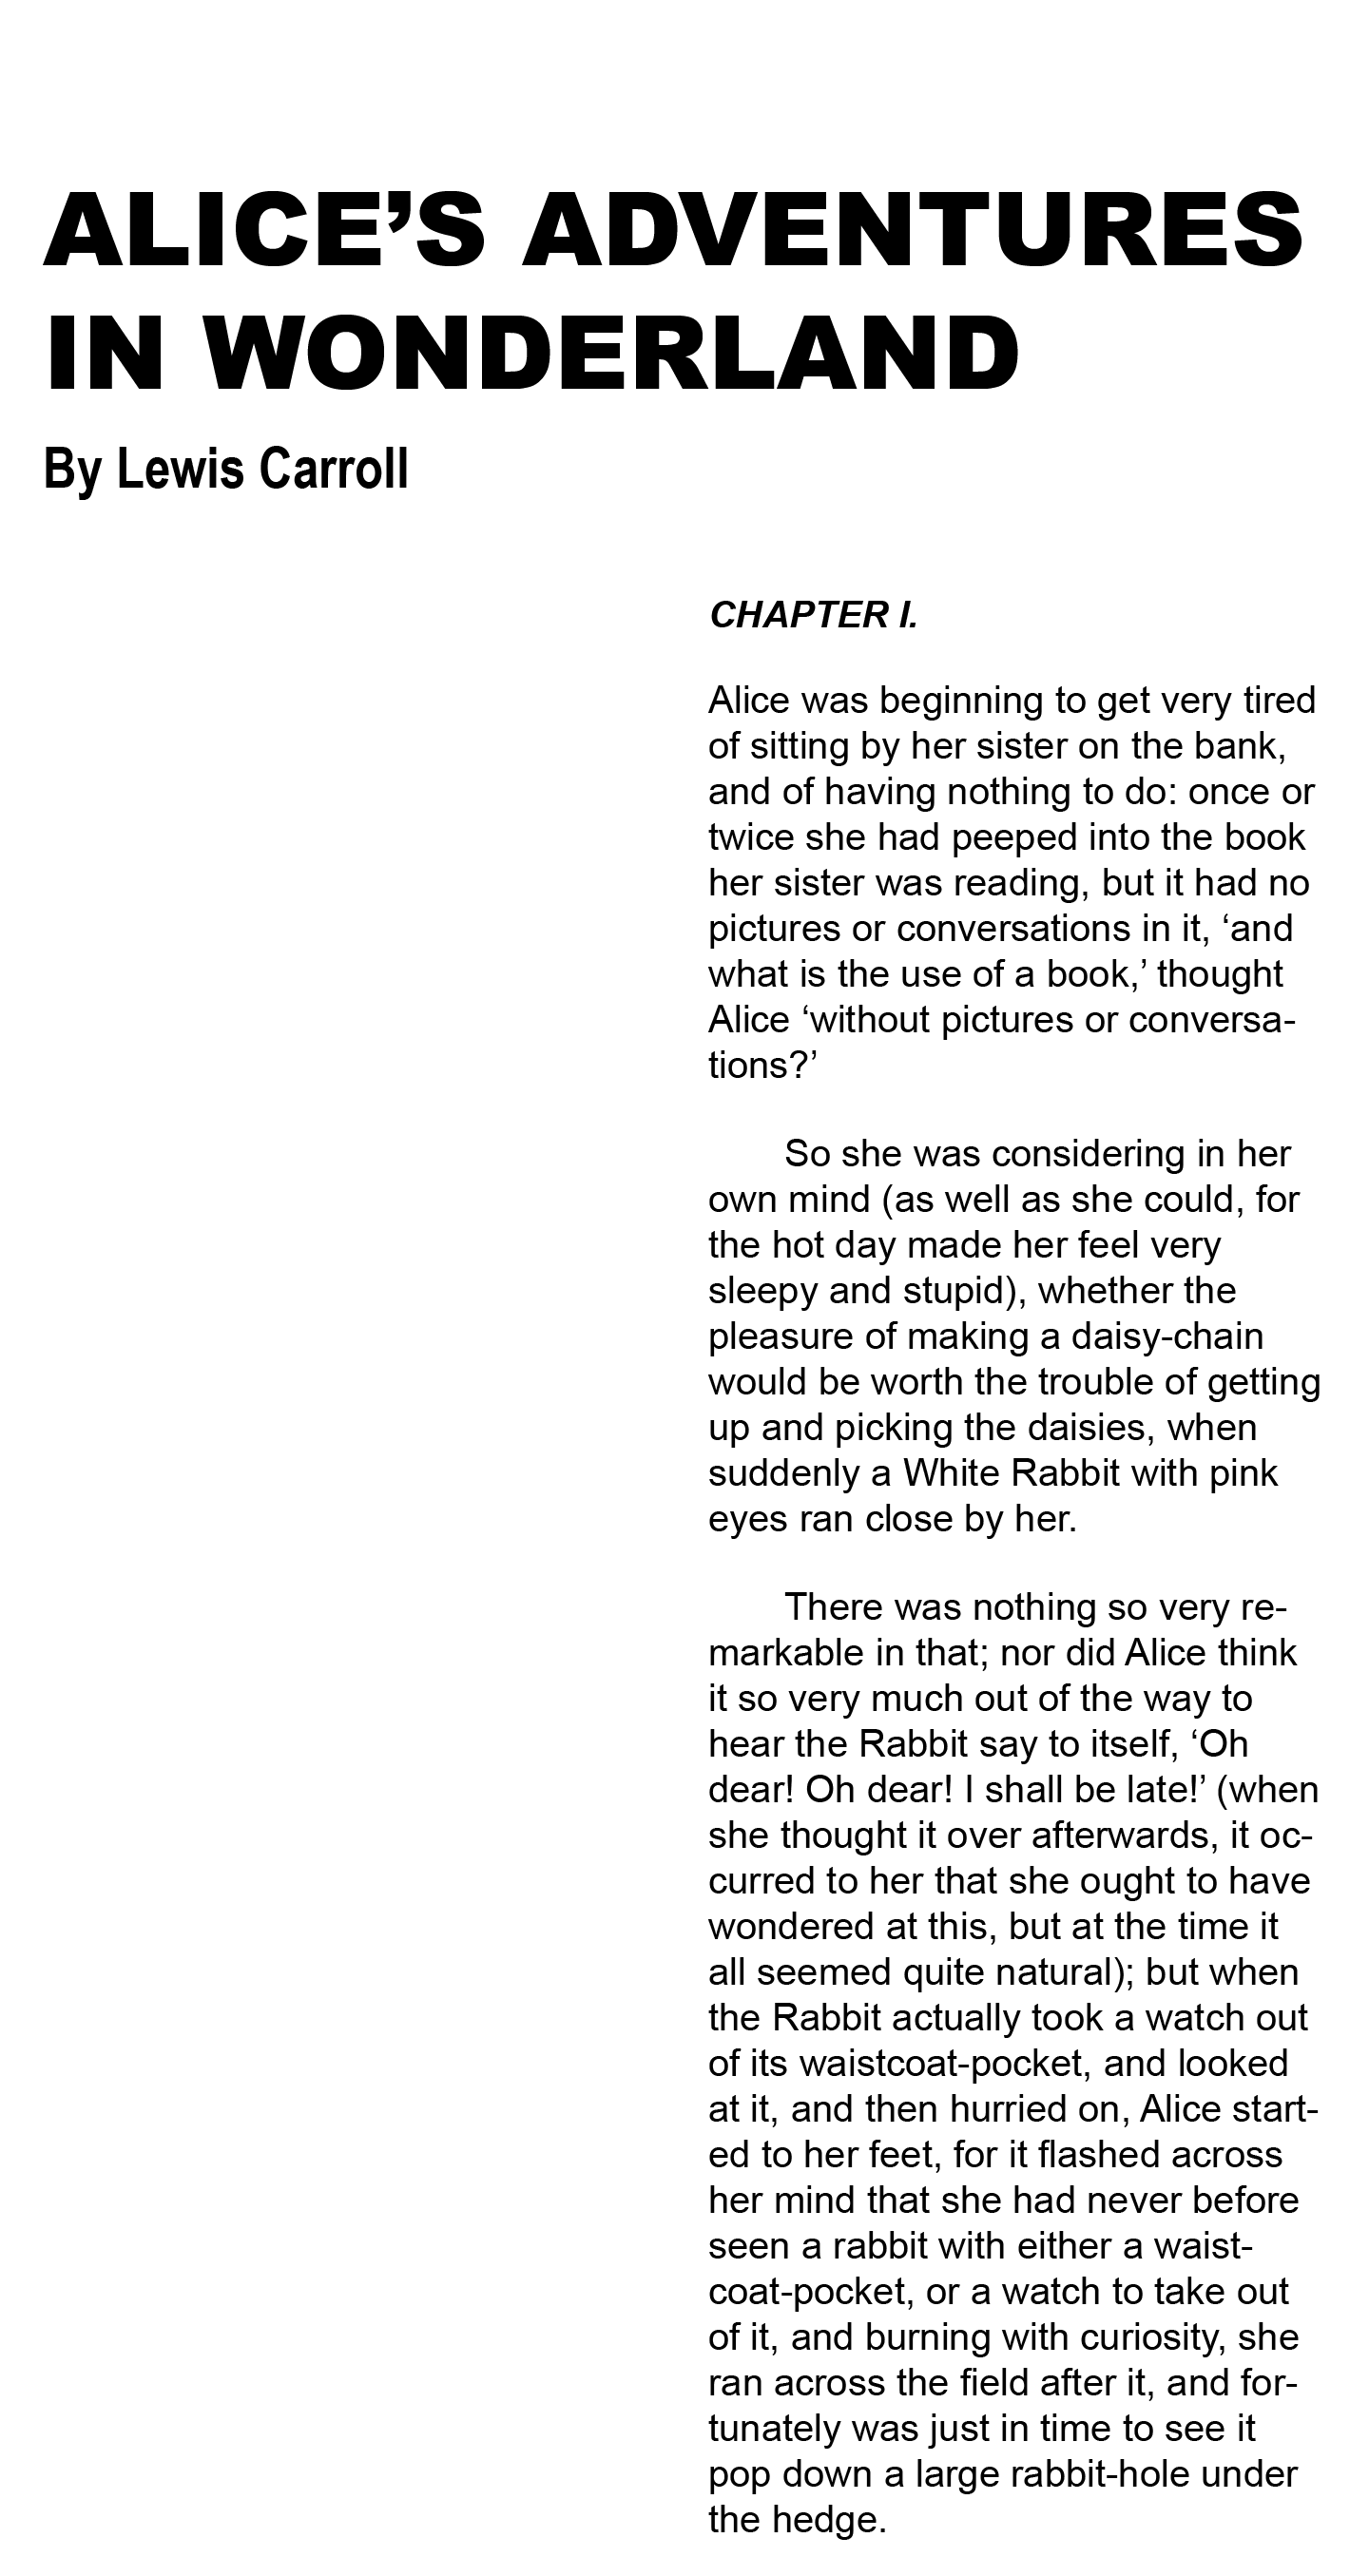 ALICE’S ADVENTURES
IN WONDERLAND
By Lewis Carroll
CHAPTER I.
Alice was beginning to get very tired
of sitting by her sister on the bank,
and of having nothing to do: once or
twice she had peeped into the book
her sister was reading, but it had no
pictures or conversations in it, ‘and
what is the use of a book,’ thought
Alice ‘without pictures or conversa-
tions?’
So she was considering in her
own mind (as well as she could, for
the hot day made her feel very
sleepy and stupid), whether the
pleasure of making a daisy-chain
would be worth the trouble of getting
up and picking the daisies, when
suddenly a White Rabbit with pink
eyes ran close by her.
There was nothing so very re-
markable in that; nor did Alice think
it so very much out of the way to
hear the Rabbit say to itself, ‘Oh
dear! Oh dear! I shall be late!’ (when
she thought it over afterwards, it oc-
curred to her that she ought to have
wondered at this, but at the time it
all seemed quite natural); but when
the Rabbit actually took a watch out
of its waistcoat-pocket, and looked
at it, and then hurried on, Alice start-
ed to her feet, for it flashed across
her mind that she had never before
seen a rabbit with either a waist-
coat-pocket, or a watch to take out
of it, and burning with curiosity, she
ran across the field after it, and for-
tunately was just in time to see it
pop down a large rabbit-hole under
the hedge.